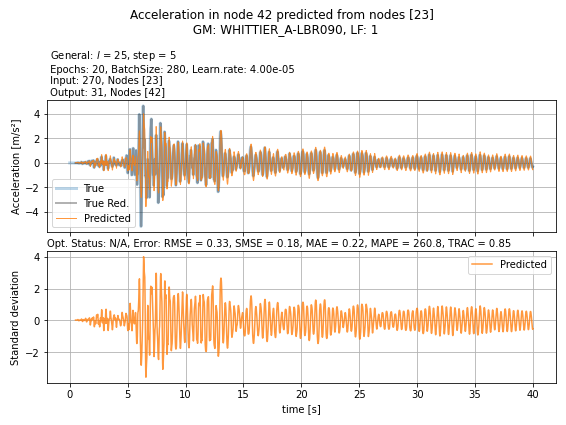 Acceleration in node 42 predicted from nodes [23]
GM: WHITTIER_A-LBR090, LF: 1
General: l = 25, step = 5
Epochs: 20, BatchSize: 280, Learn.rate: 4.00e-05
Input: 270, Nodes [23]
Output: 31, Nodes [42]
Acceleration [m/s²]
4
2
0
−2
−4
True
True Red.
Predicted
Opt. Status: N/A, Error: RMSE = 0.33, SMSE = 0.18, MAE = 0.22, MAPE = 260.8, TRAC = 0.85
Standard deviation
4
2
0
−2
Predicted
0 5 10 15 20 25 30 35 40
time [s]